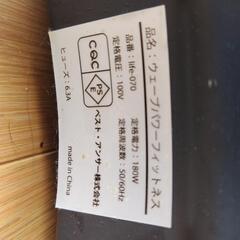 品名：ウェーブパワーフィットネス
型番：life-070
定格電圧：100V
定格電力：180W
定格周波数：50/60Hz
ヒューズ：6.3A
CQC
PS
E
ベスト・アンサー株式会社
made in China